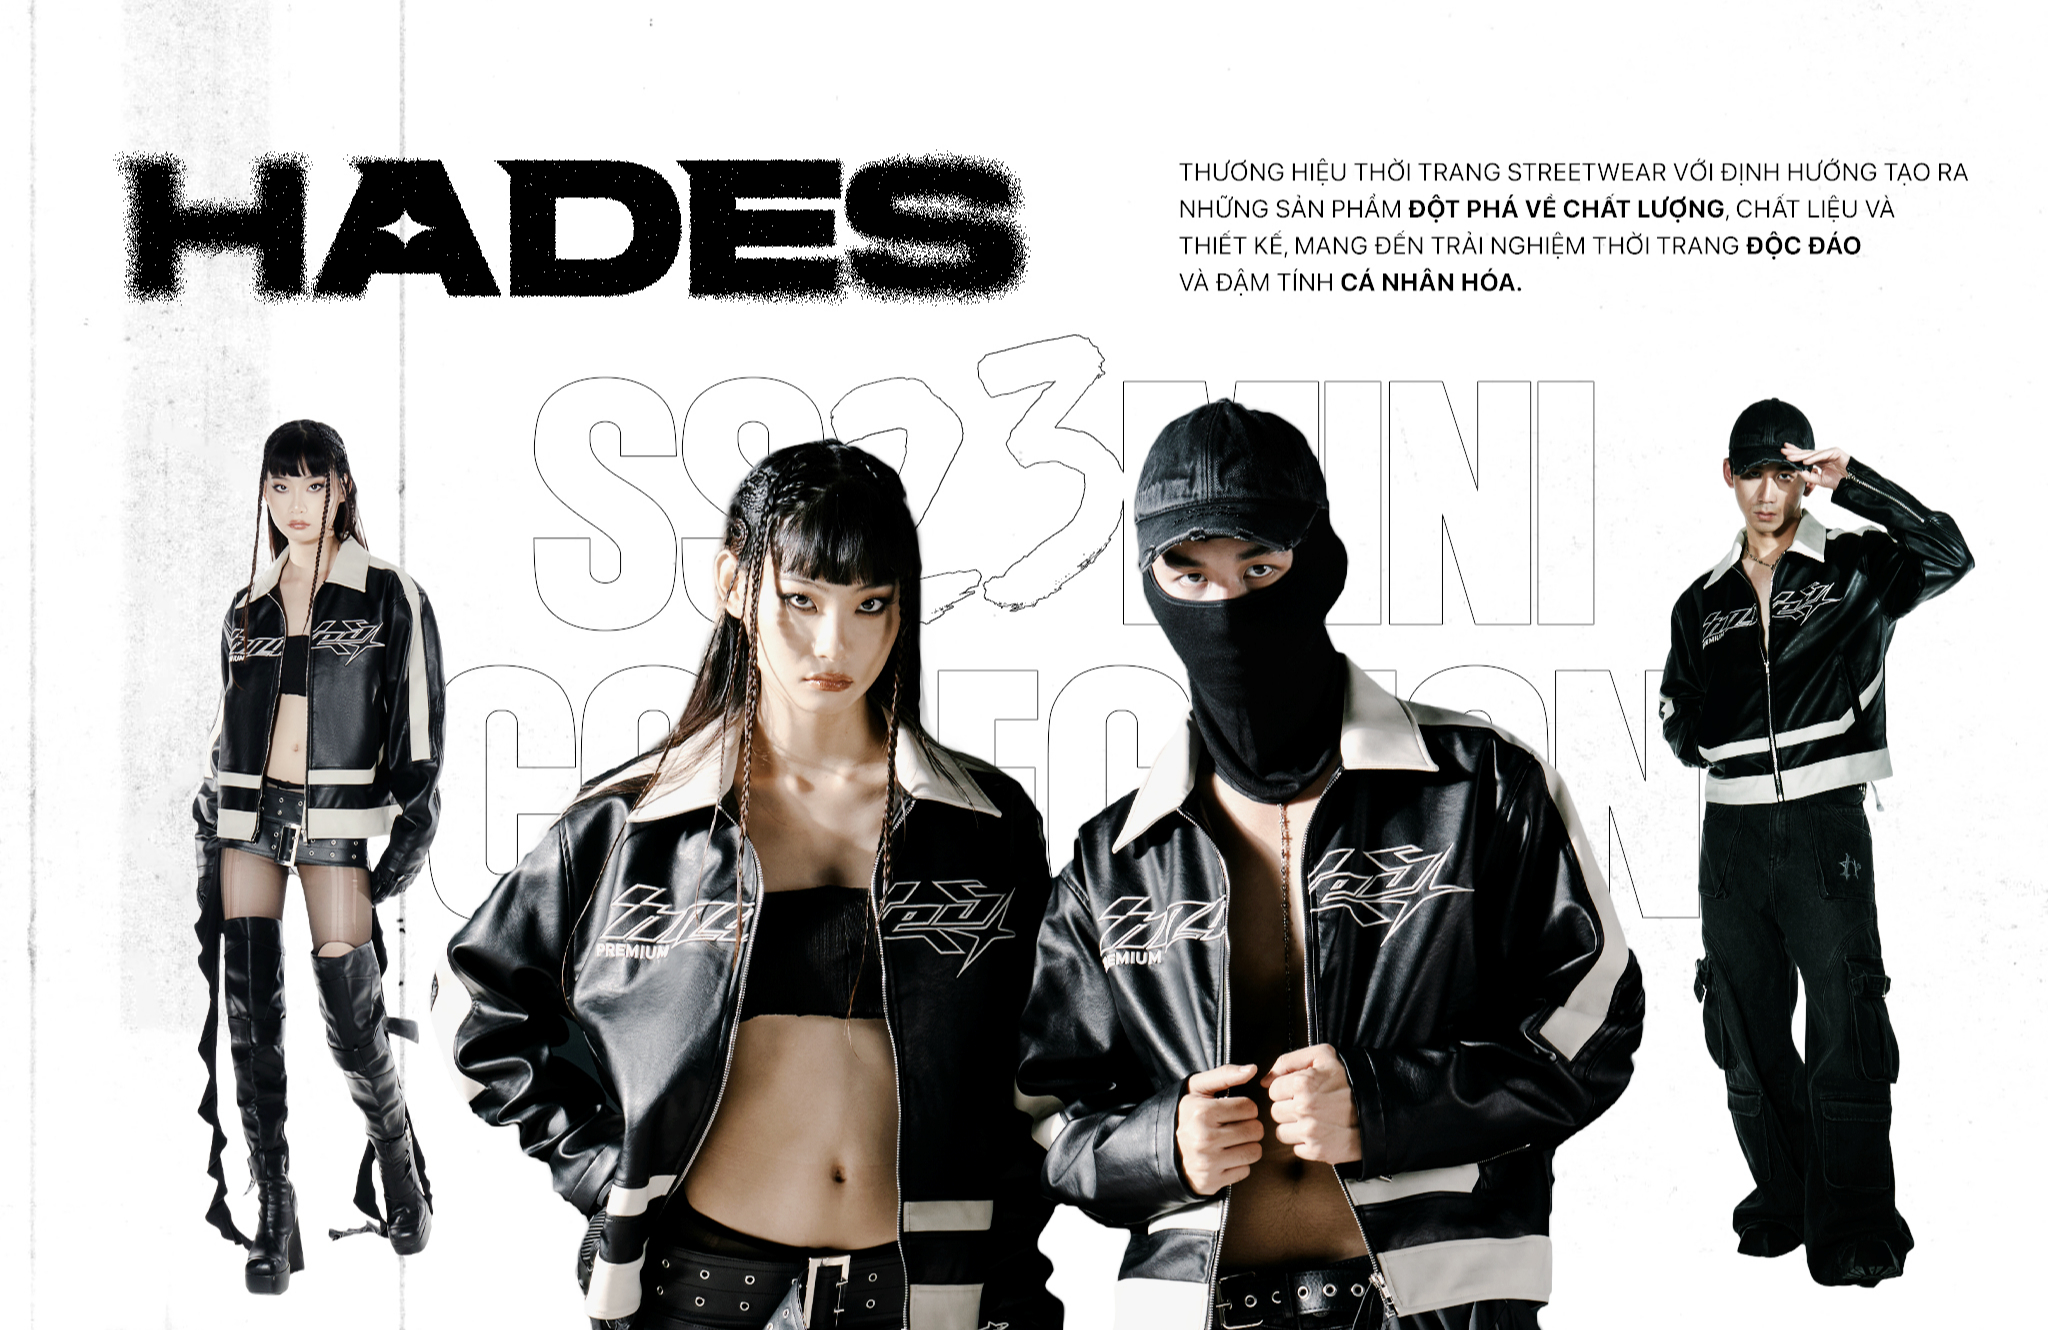 HADES
THƯƠNG HIỆU THỜI TRANG STREETWEAR VỚI ĐỊNH HƯỚNG TẠO RA
NHỮNG SẢN PHẨM ĐỘT PHÁ VỀ CHẤT LƯỢNG, CHẤT LIỆU VÀ
THIẾT KẾ, MANG ĐẾN TRẢI NGHIỆM THỜI TRANG ĐỘC ĐÁO
VÀ ĐẬM TÍNH CÁ NHÂN HÓA.
SS23 MINI
COLLECTION
PREMIUM
PREMIUM
PREMIUM